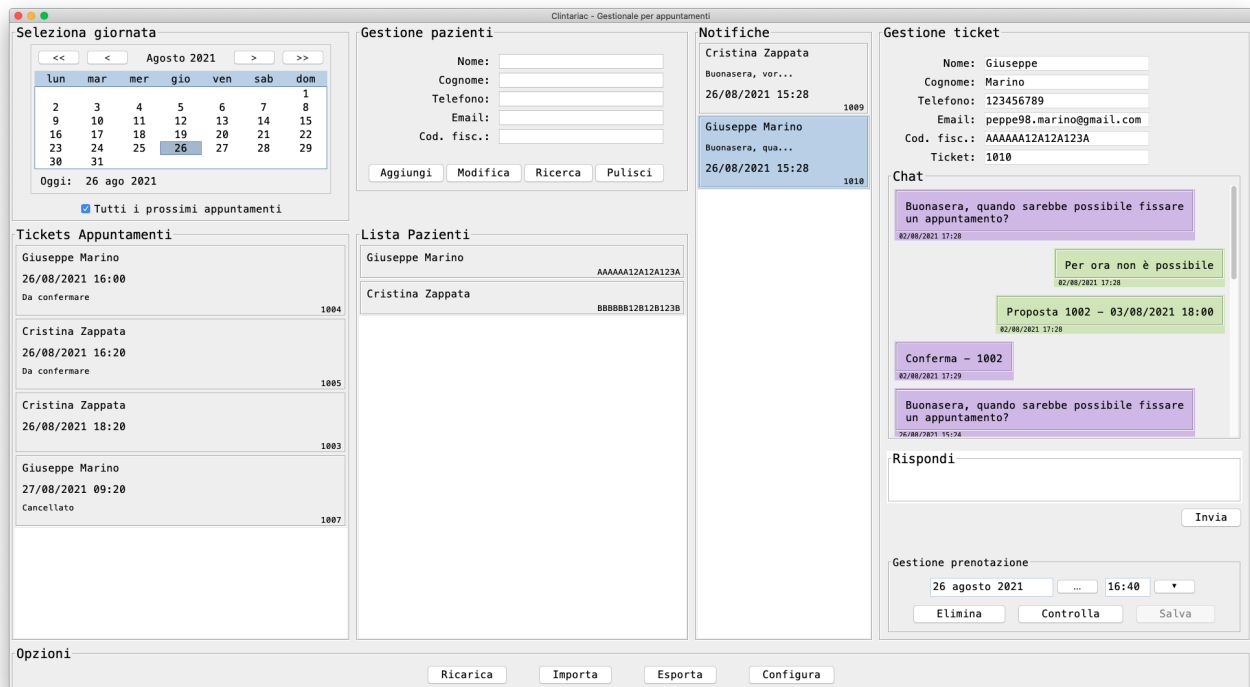 Clintariac - Gestionale per appuntamenti
Seleziona giornata
<< < Agosto 2021 > >>
lun mar mer gio ven sab dom
1
2 3 4 5 6 7 8
9 10 11 12 13 14 15
16 17 18 19 20 21 22
23 24 25 26 27 28 29
30 31
Oggi: 26 ago 2021
Tutti i prossimi appuntamenti
Tickets Appuntamenti
Giuseppe Marino
26/08/2021 16:00
Da confermare
1004
Cristina Zappata
26/08/2021 16:20
Da confermare
1005
Cristina Zappata
26/08/2021 18:20
1003
Giuseppe Marino
27/08/2021 09:20
Cancellato
1007
Gestione pazienti
Nome:
Cognome:
Telefono:
Email:
Cod. fisc.:
Aggiungi Modifica Ricerca Pulisci
Lista Pazienti
Giuseppe Marino
AAAAAA12A12A123A
Cristina Zappata
BBBBBB12B12B123B
Notifiche
Cristina Zappata
Buonasera, vor...
26/08/2021 15:28
1009
Giuseppe Marino
Buonasera, qua...
26/08/2021 15:28
1010
Gestione ticket
Nome: Giuseppe
Cognome: Marino
Telefono: 123456789
Email: peppe98.marino@gmail.com
Cod. fisc.: AAAAAA12A12A123A
Ticket: 1010
Chat
Buonasera, quando sarebbe possibile fissare
un appuntamento?
02/08/2021 17:28
Per ora non è possibile
02/08/2021 17:28
Proposta 1002 - 03/08/2021 18:00
02/08/2021 17:28
Conferma - 1002
02/08/2021 17:29
Buonasera, quando sarebbe possibile fissare
un appuntamento?
26/08/2021 15:24
Rispondi
Invia
Gestione prenotazione
26 agosto 2021 ... 16:40
Elimina Controlla Salva
Opzioni
Ricarica Importa Esporta Configura